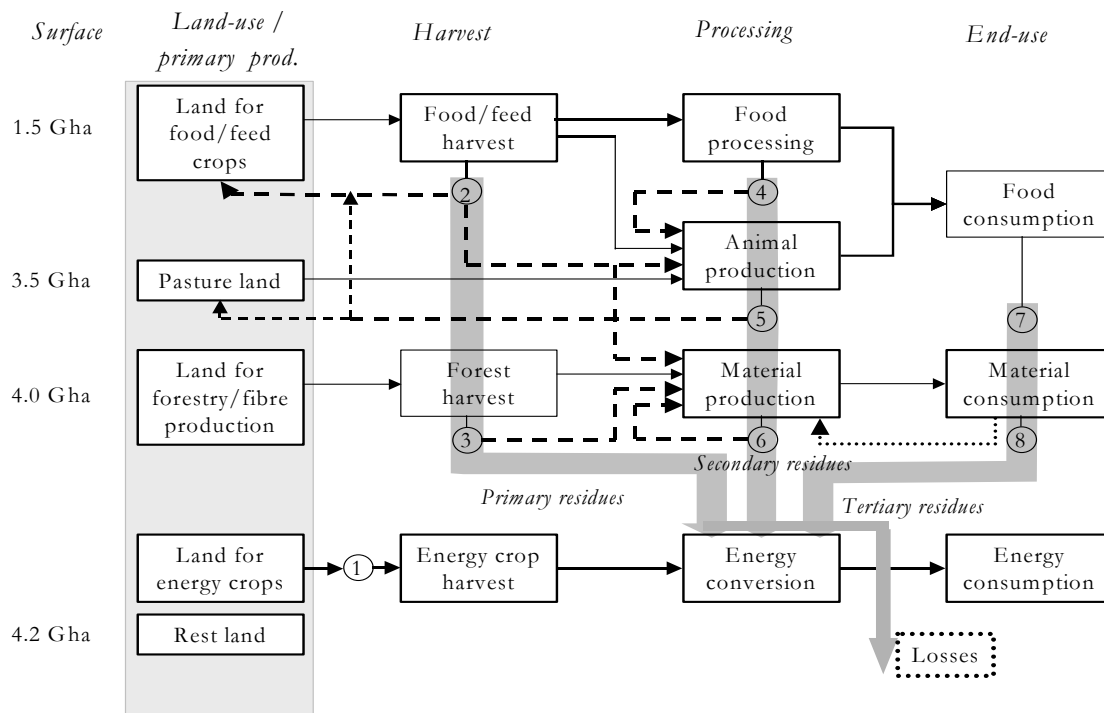 Surface
Land-use /
primary prod.
Harvest
Processing
End-use
1.5 Gha
Land for
food/feed
crops
Food/feed
harvest
Food
processing
2
4
Food
consumption
Animal
production
3.5 Gha
Pasture land
5
7
4.0 Gha
Land for
forestry/fibre
production
Forest
harvest
Material
production
Material
consumption
3
6
8
Secondary residues
Primary residues
Tertiary residues
Land for
energy crops
1
Energy crop
harvest
Energy
conversion
Energy
consumption
4.2 Gha
Rest land
Losses